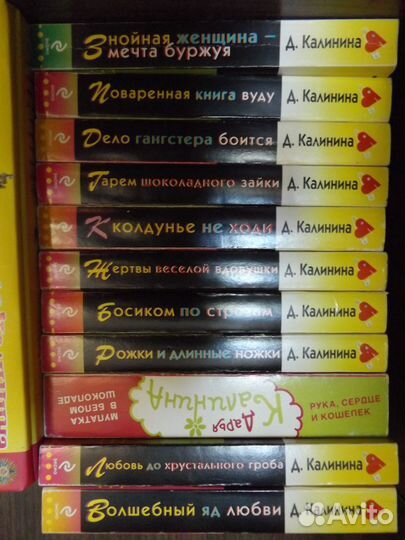 Знойная женщина –
мечта буржуя
Д. Калинина
Поваренная книга вуду
Д. Калинина
Дело гангстера боится
Д. Калинина
Гарем шоколадного зайки
Д. Калинина
К колдунье не ходи
Д. Калинина
Жертвы веселой вдовушки
Д. Калинина
Босиком по стразам
Д. Калинина
Рожки и длинные ножки
Д. Калинина
РУКА, СЕРДЦЕ
И КОШЕЛЕК
Дарья
Калинина
МУЛАТКА
В БЕЛОМ
ШОКОЛАДЕ
Любовь до хрустального гроба
Д. Калинина
Волшебный яд любви
Д. Калинина
Avito